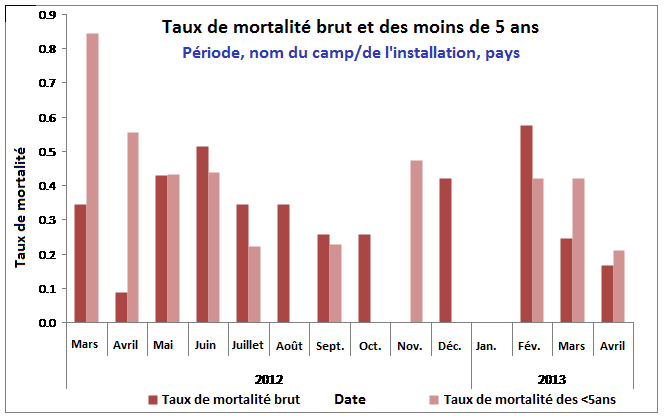 Taux de mortalité brut et des moins de 5 ans
Période, nom du camp/de l'installation, pays
Taux de mortalité
0.9
0.8
0.7
0.6
0.5
0.4
0.3
0.2
0.1
0.0
Mars Avril Mai Juin Juillet Août Sept. Oct. Nov. Déc. Jan. Fév. Mars Avril
2012 2013
Taux de mortalité brut Date Taux de mortalité des <5ans